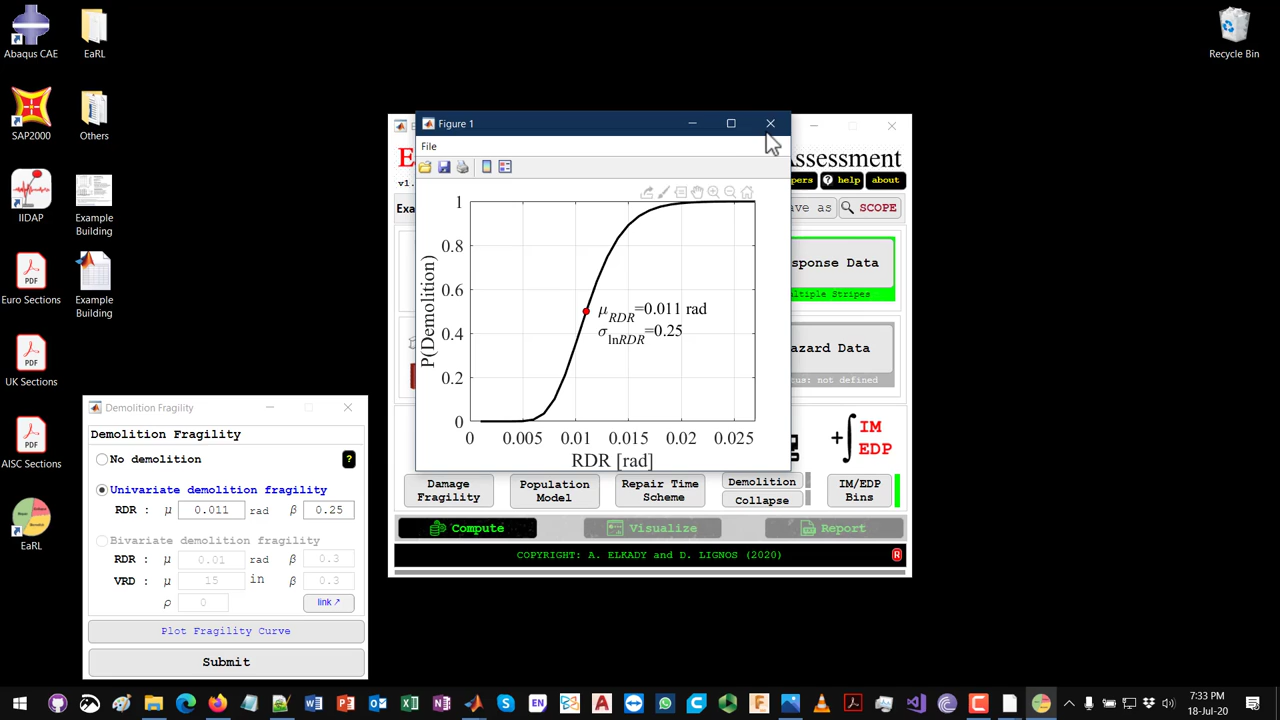 Abaqus CAE
EaRL
SAP2000
Others
IIDAP
Example
Building
Euro Sections
Example
Building
UK Sections
AISC Sections
EaRL
Recycle Bin
Figure 1
File
1
0.8
0.6
0.4
0.2
0
P(Demolition)
μRDR=0.011 rad
σlnRDR=0.25
0 0.005 0.01 0.015 0.02 0.025
RDR [rad]
E
Assessment
v1.
pers
? help
about
Exa
ave as
SCOPE
sponse Data
ltiple Stripes
azard Data
tus: not defined
+∫ IM
EDP
Damage
Fragility
Population
Model
Repair Time
Scheme
Demolition
Collapse
IM/EDP
Bins
Compute
Visualize
Report
COPYRIGHT: A. ELKADY and D. LIGNOS (2020)
R
Demolition Fragility
Demolition Fragility
No demolition ?
Univariate demolition fragility
RDR : μ 0.011 rad β 0.25
Bivariate demolition fragility
RDR : μ 0.01 rad β 0.3
VRD : μ 15 in β 0.3
ρ 0 link ↗
Plot Fragility Curve
Submit
EN
7:33 PM
18-Jul-20